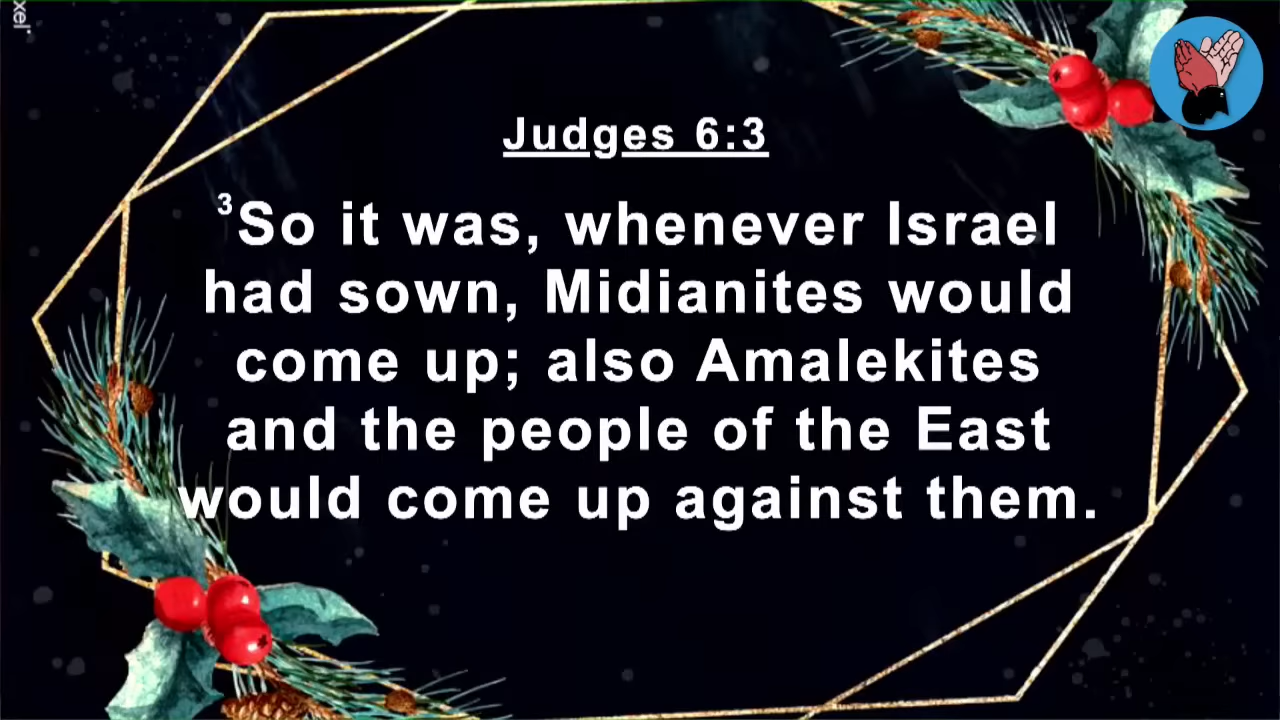 Judges 6:3
³So it was, whenever Israel
had sown, Midianites would
come up; also Amalekites
and the people of the East
would come up against them.